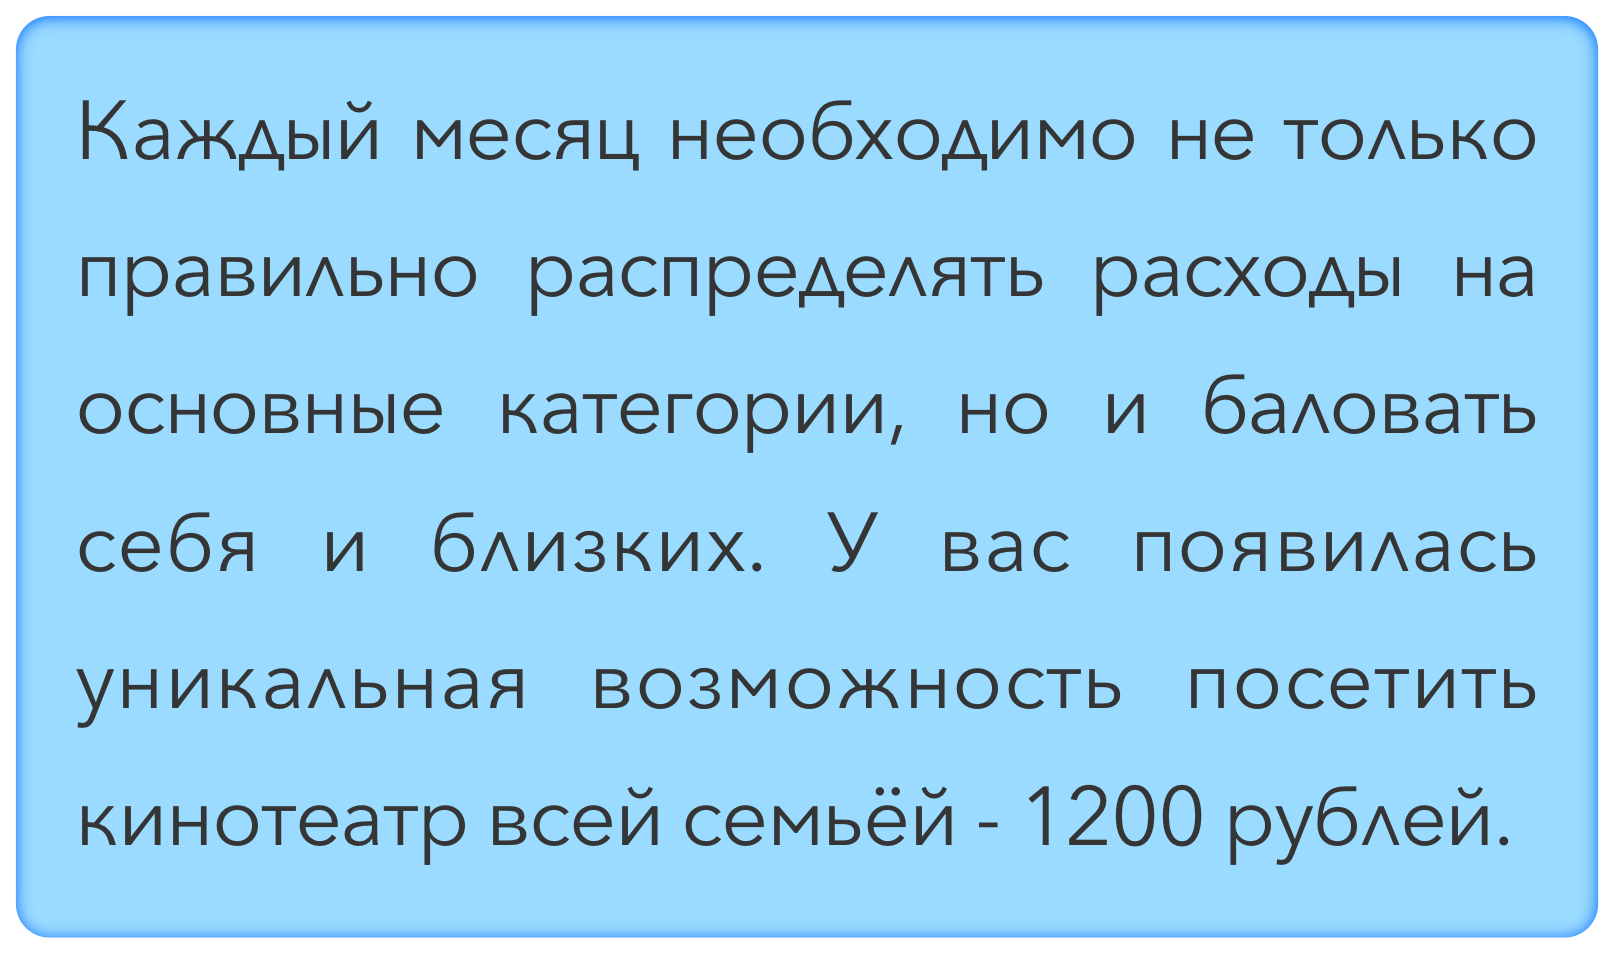 Каждый месяц необходимо не только
правильно распределять расходы на
основные категории, но и баловать
себя и близких. У вас появилась
уникальная возможность посетить
кинотеатр всей семьёй - 1200 рублей.